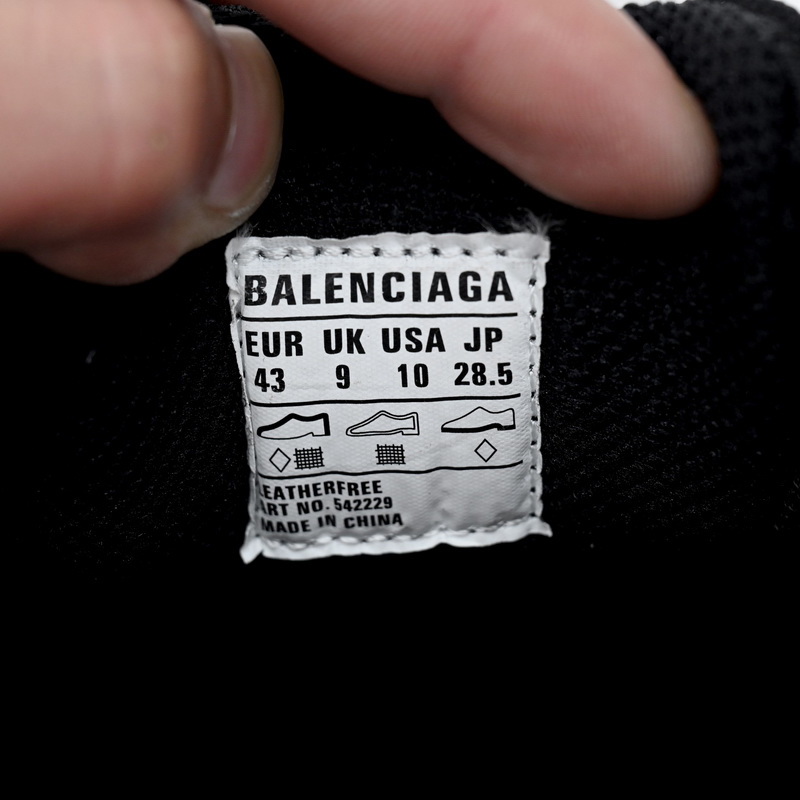 BALENCIAGA
EUR UK USA JP
43 9 10 28.5
LEATHERFREE
ART NO. 542229
MADE IN CHINA